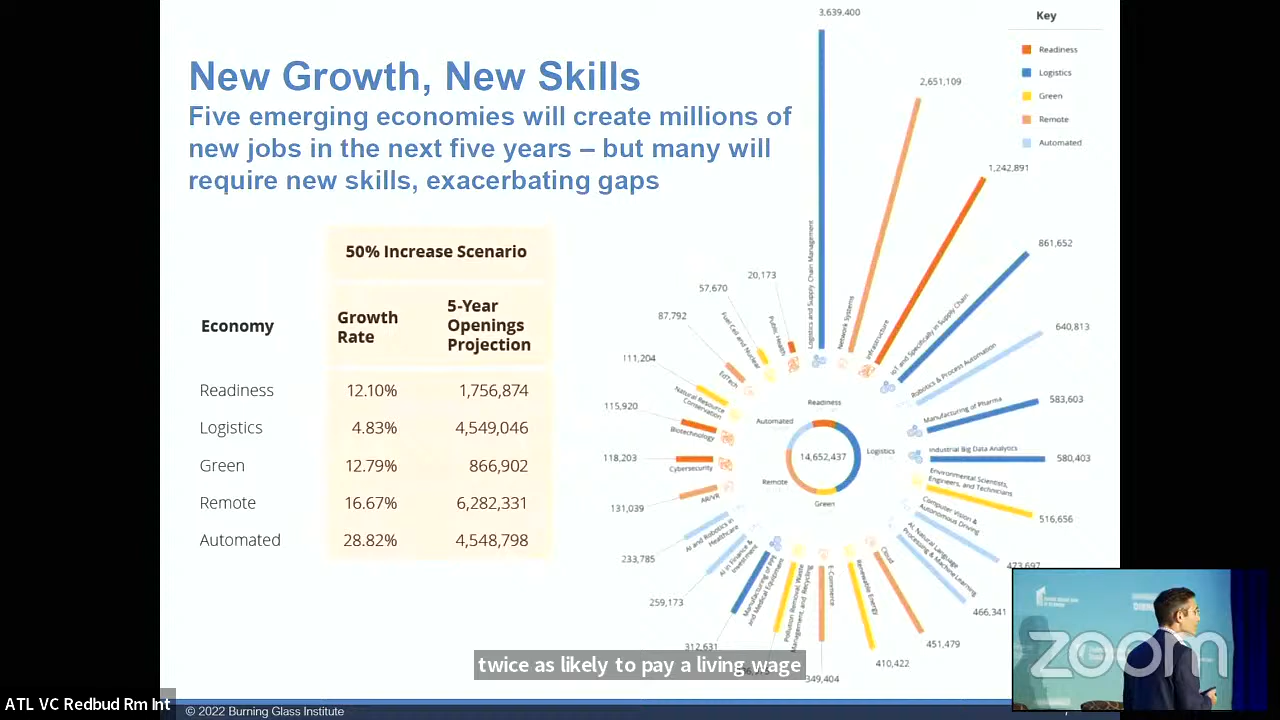 New Growth, New Skills
Five emerging economies will create millions of
new jobs in the next five years – but many will
require new skills, exacerbating gaps
50% Increase Scenario
Economy
Growth
Rate
5-Year
Openings
Projection
Readiness 12.10% 1,756,874
Logistics 4.83% 4,549,046
Green 12.79% 866,902
Remote 16.67% 6,282,331
Automated 28.82% 4,548,798
Key
Readiness
Logistics
Green
Remote
Automated
3,639,400
Logistics and Supply Chain Management
2,651,109
Network Systems
1,242,891
Infrastructure
861,652
IoT and Specifically in Supply Chain
640,813
Robotics & Process Automation
583,603
Manufacturing of Pharma
580,403
Industrial Big Data Analytics
516,656
Environmental Scientists,
Engineers, and Technicians
473,697
Computer Vision &
Autonomous Driving
466,341
AI, Natural Language
Processing & Machine Learning
451,479
Cloud
410,422
Renewable Energy
349,404
E-Commerce
Pollution Removal, Waste
Management, and Recycling
312,631
Manufacturing of PPE
and Medical Equipment
259,173
AI in Finance &
Investment
233,785
AI and Robotics in
Healthcare
131,039
AR/VR
118,203
Cybersecurity
115,920
Biotechnology
111,204
Natural Resource
Conservation
87,792
EdTech
57,670
Fuel Cell and Nuclear
20,173
Public Health
Readiness
Automated
14,652,437
Logistics
Remote
Green
twice as likely to pay a living wage
ATL VC Redbud Rm Int
© 2022 Burning Glass Institute
zoom